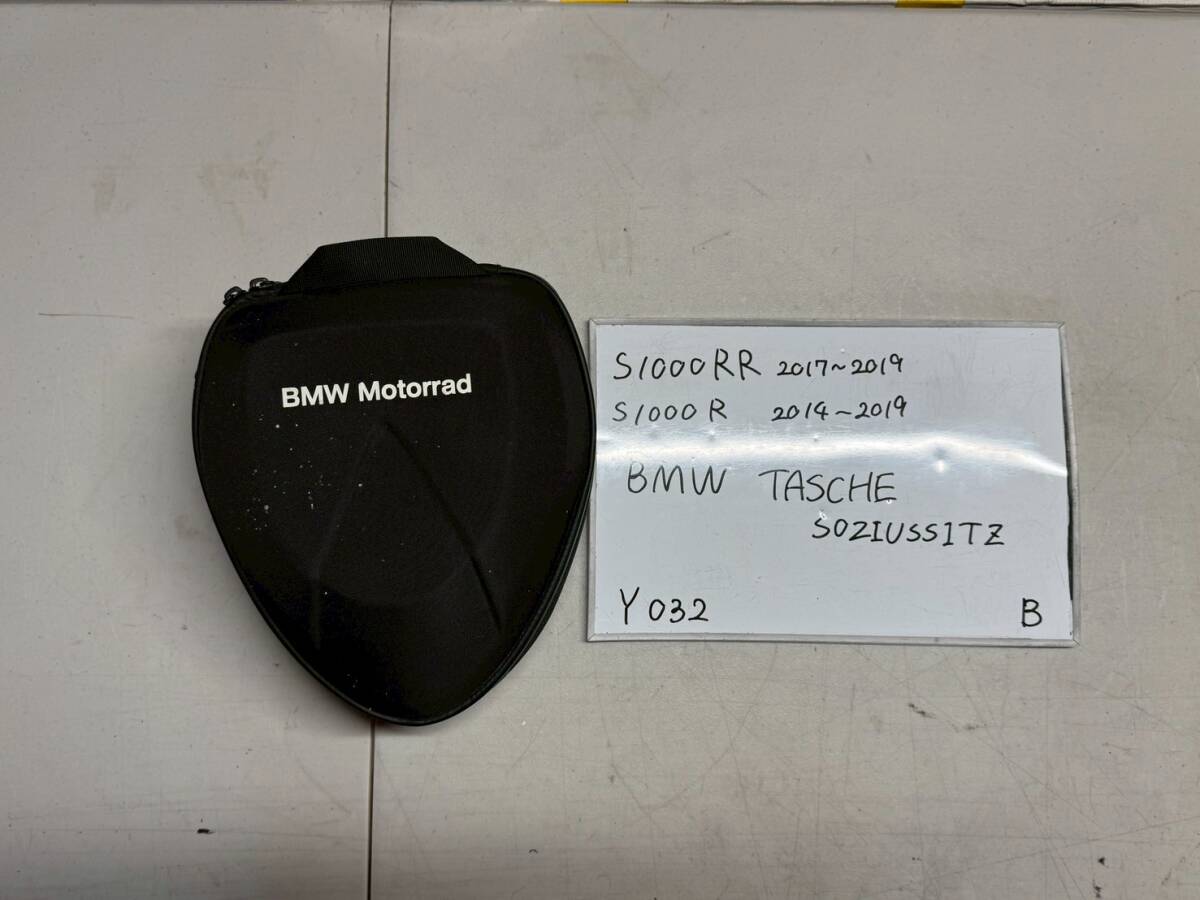 BMW Motorrad
S1000RR 2017~2019
S1000R 2014~2019
BMW TASCHE
SOZIUSSITZ
Y032 B